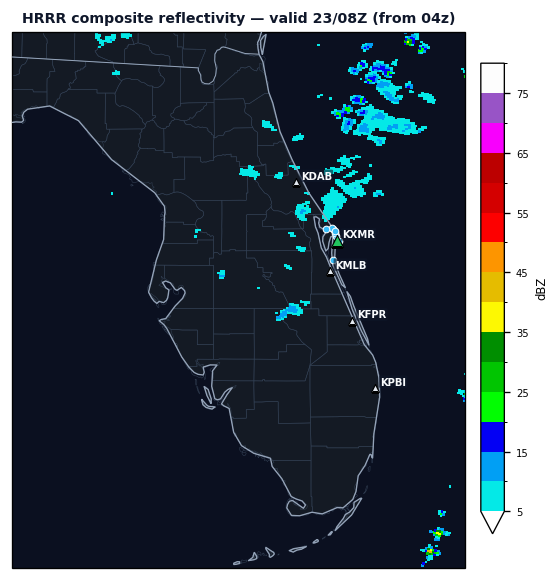 HRRR composite reflectivity — valid 23/08Z (from 04z)
KDAB
KXMR
KMLB
KFPR
KPBI
75
65
55
45
35
25
15
5
dBZ